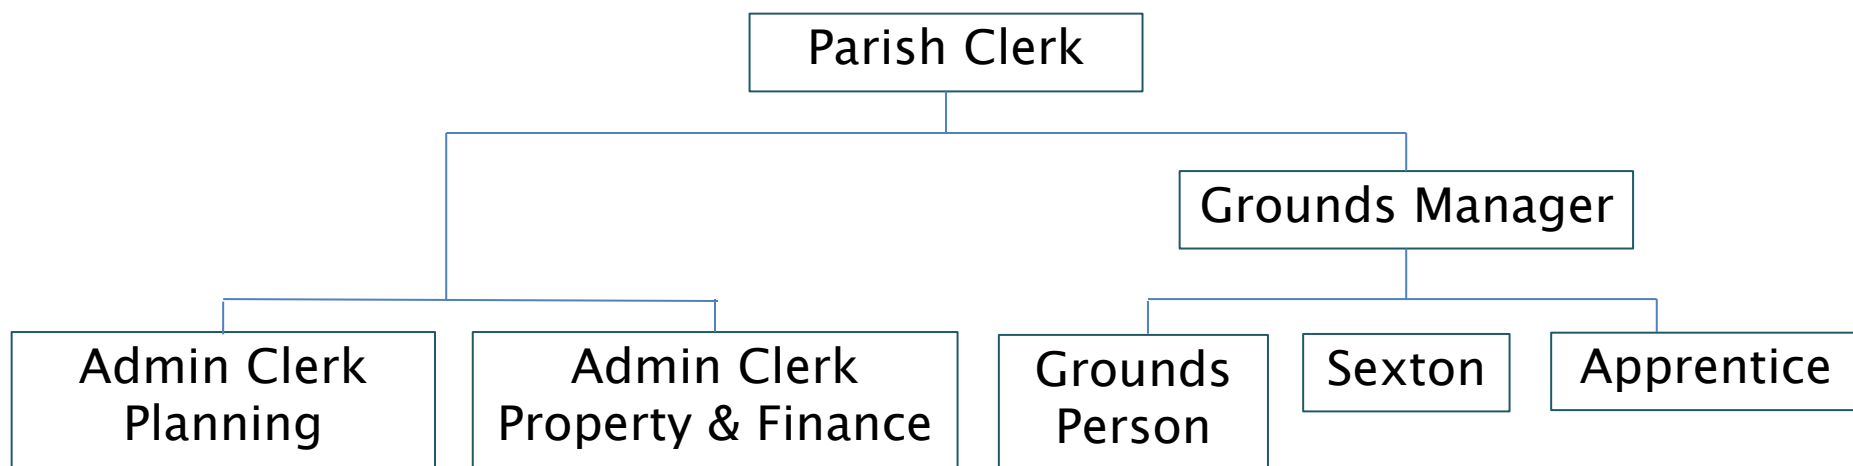 Parish Clerk
Grounds Manager
Admin Clerk
Planning
Admin Clerk
Property & Finance
Grounds
Person
Sexton
Apprentice